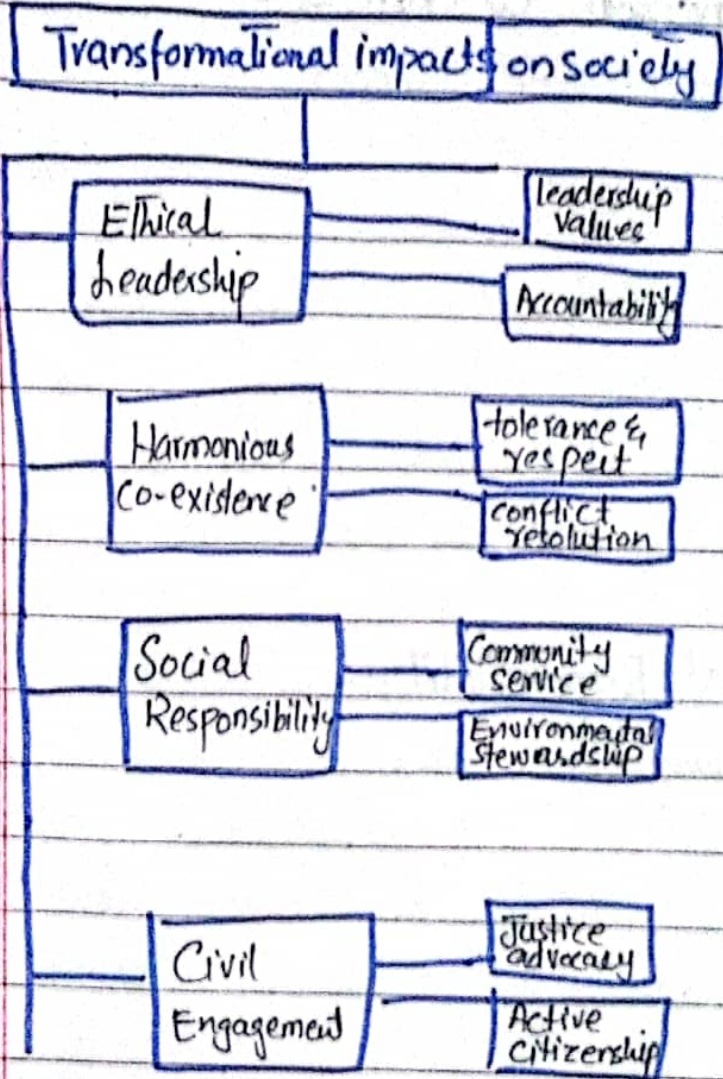 Transformational impacts on society
Ethical
Leadership
leadership
values
Accountability
Harmonious
Co-existence
tolerance &
respect
conflict
resolution
Social
Responsibility
Community
service
Environmental
stewardship
Civil
Engagement
Justice
advocacy
Active
Citizenship